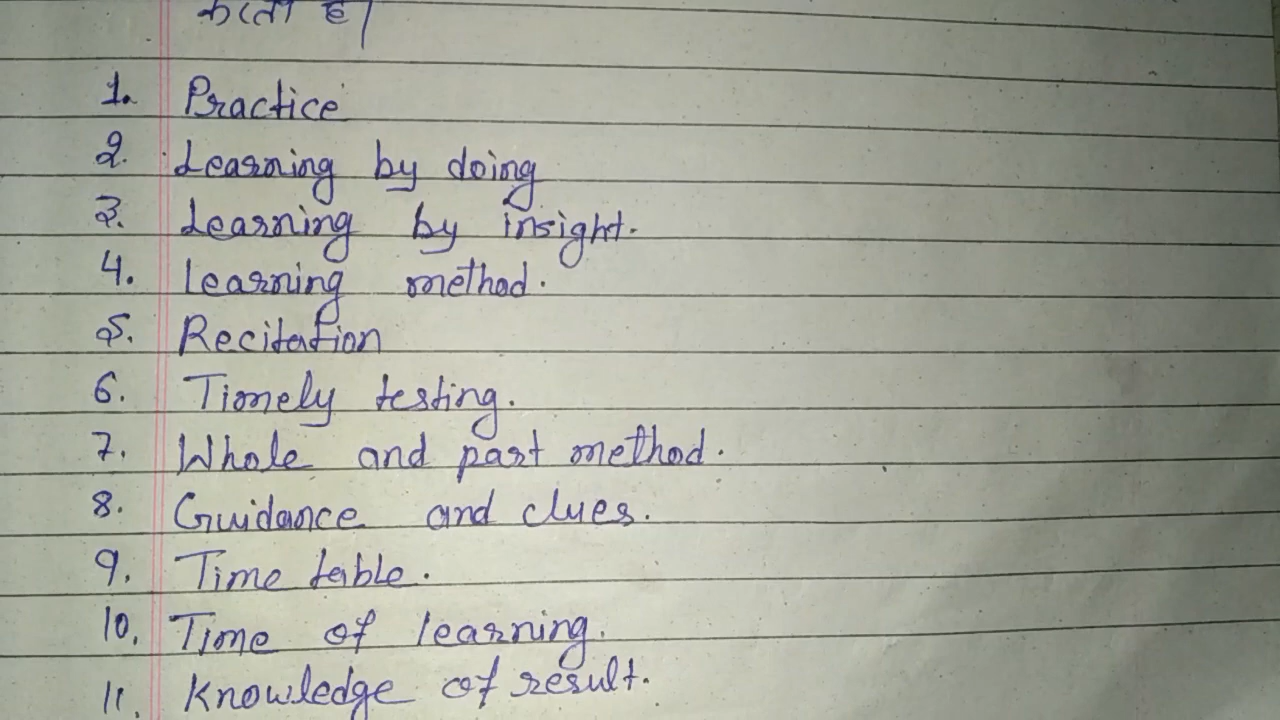 करता है।
1. Practice
2. Learning by doing
3. Learning by insight.
4. Learning method.
5. Recitation
6. Timely testing.
7. Whole and part method.
8. Guidance and clues.
9. Time table.
10. Time of learning.
11. Knowledge of result.